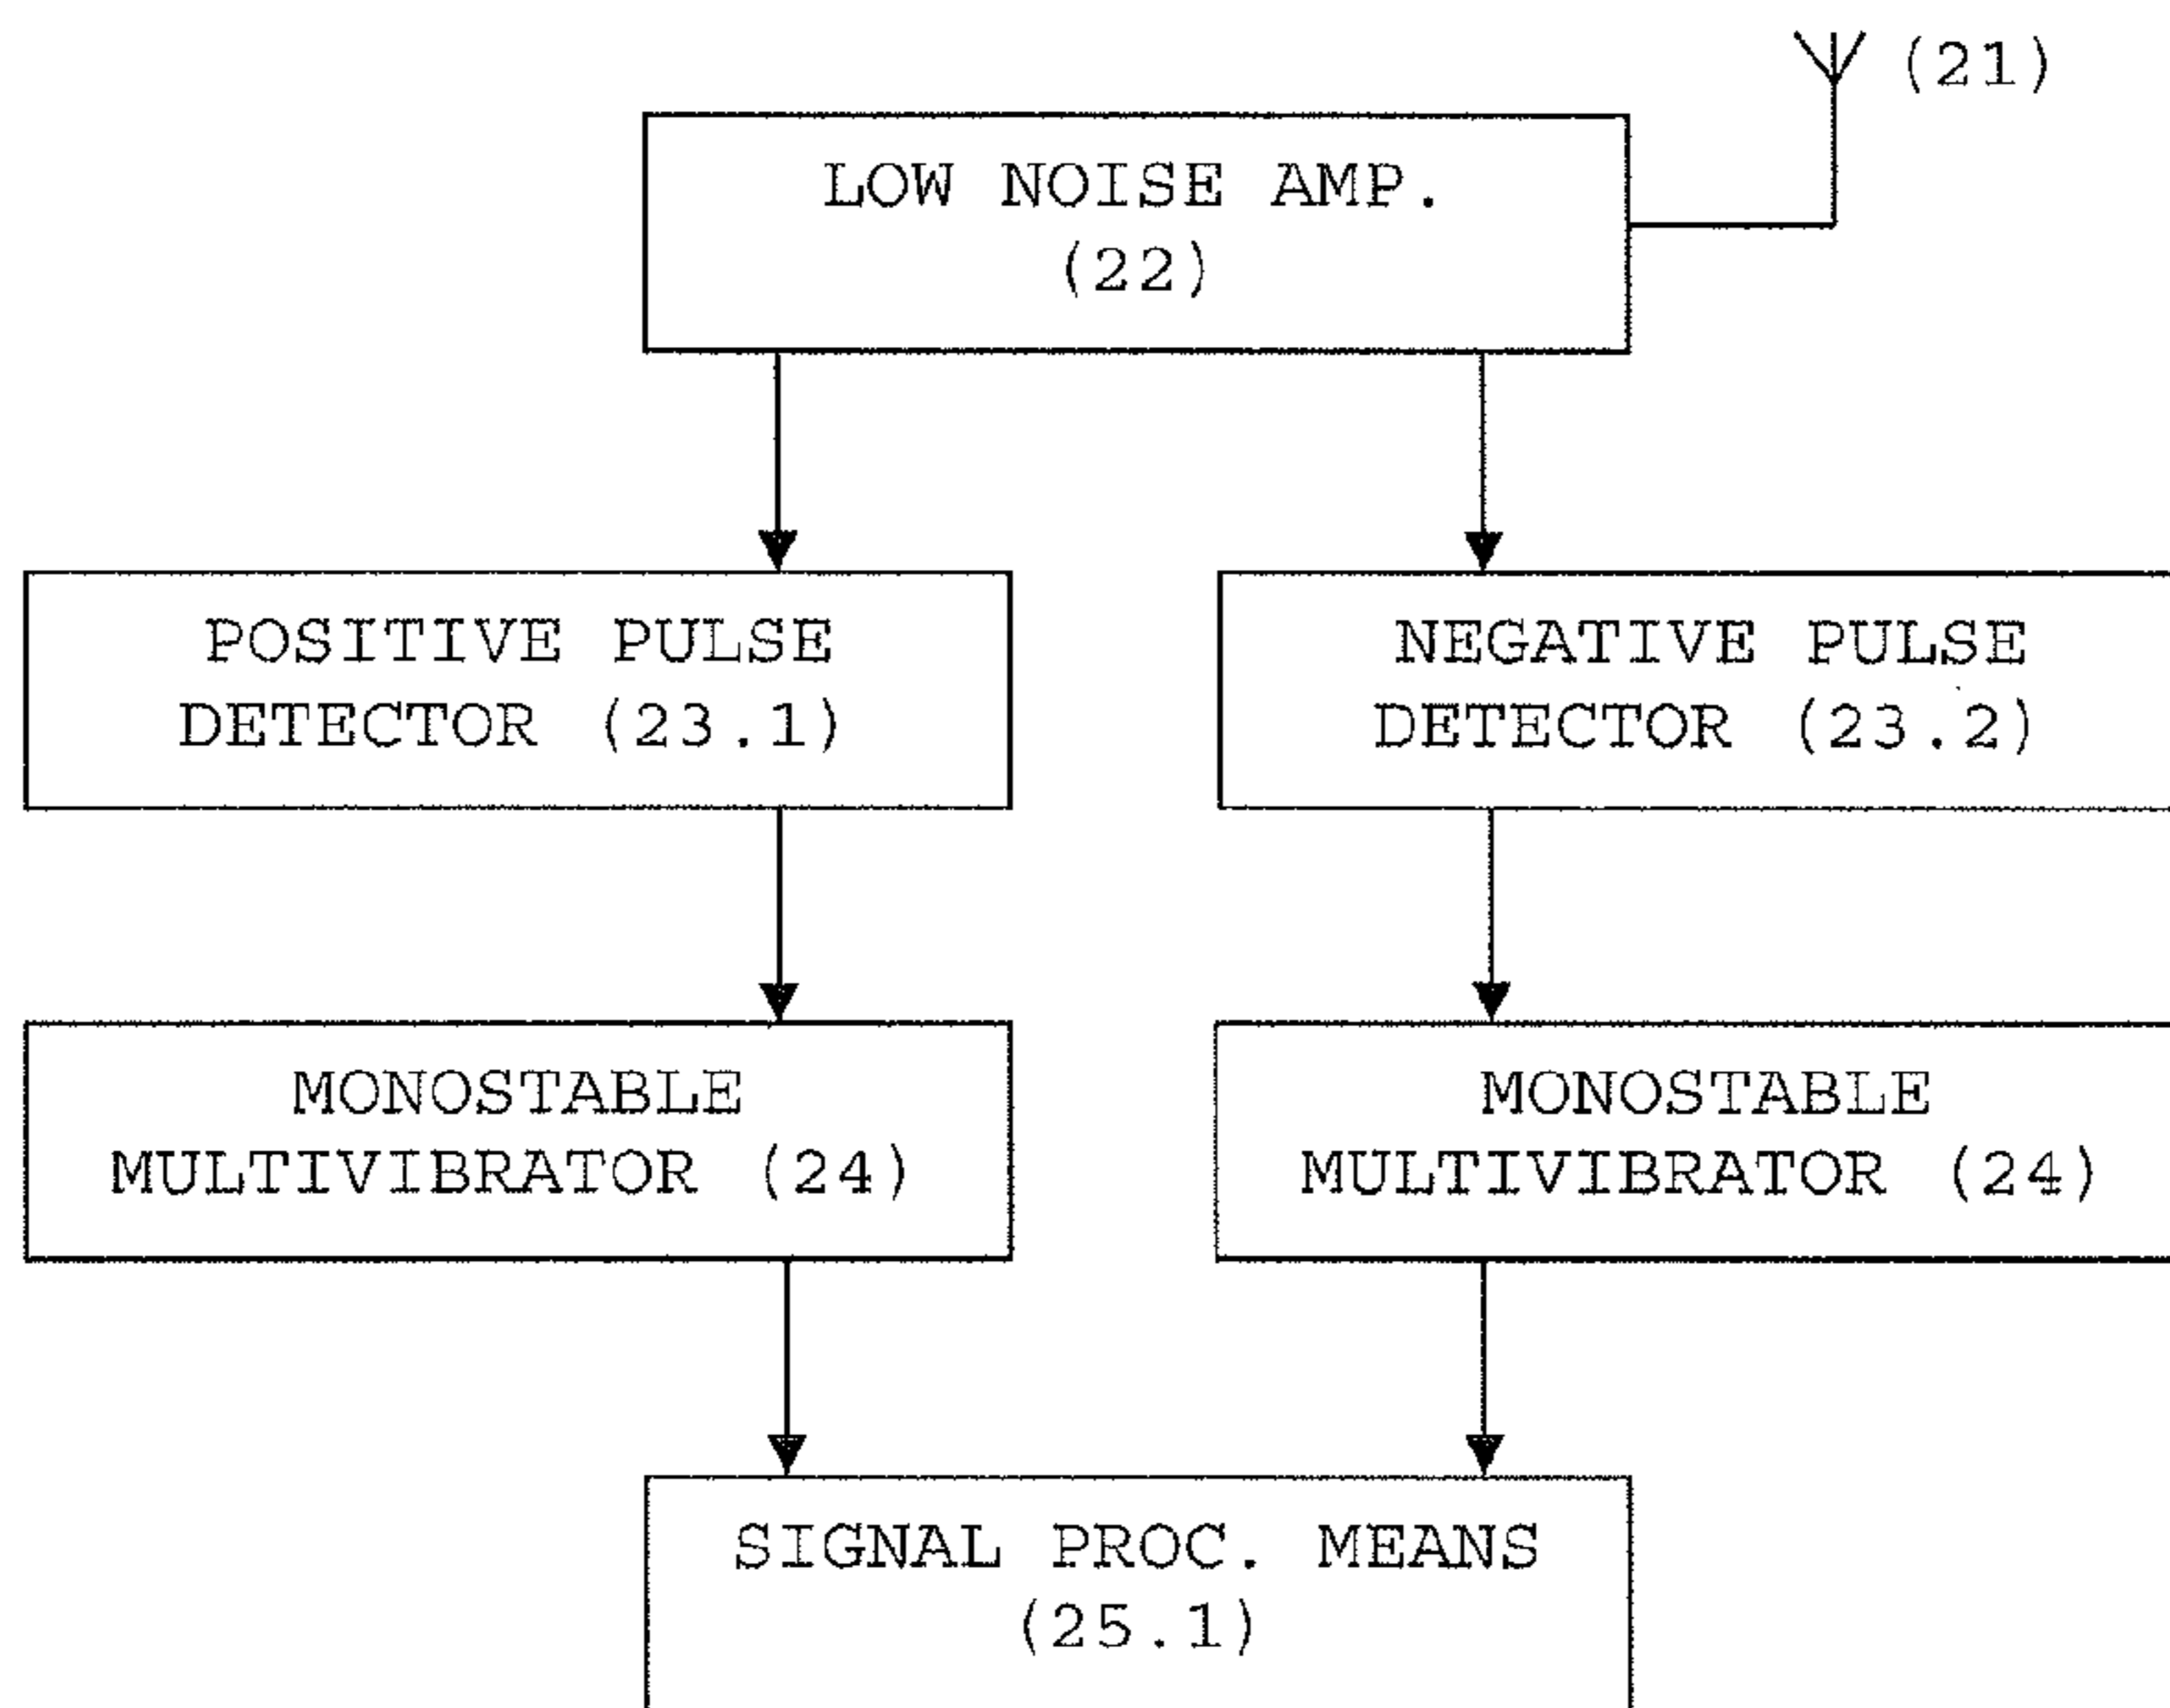 (21)
LOW NOISE AMP.
(22)
POSITIVE PULSE
DETECTOR (23.1)
NEGATIVE PULSE
DETECTOR (23.2)
MONOSTABLE
MULTIVIBRATOR (24)
MONOSTABLE
MULTIVIBRATOR (24)
SIGNAL PROC. MEANS
(25.1)